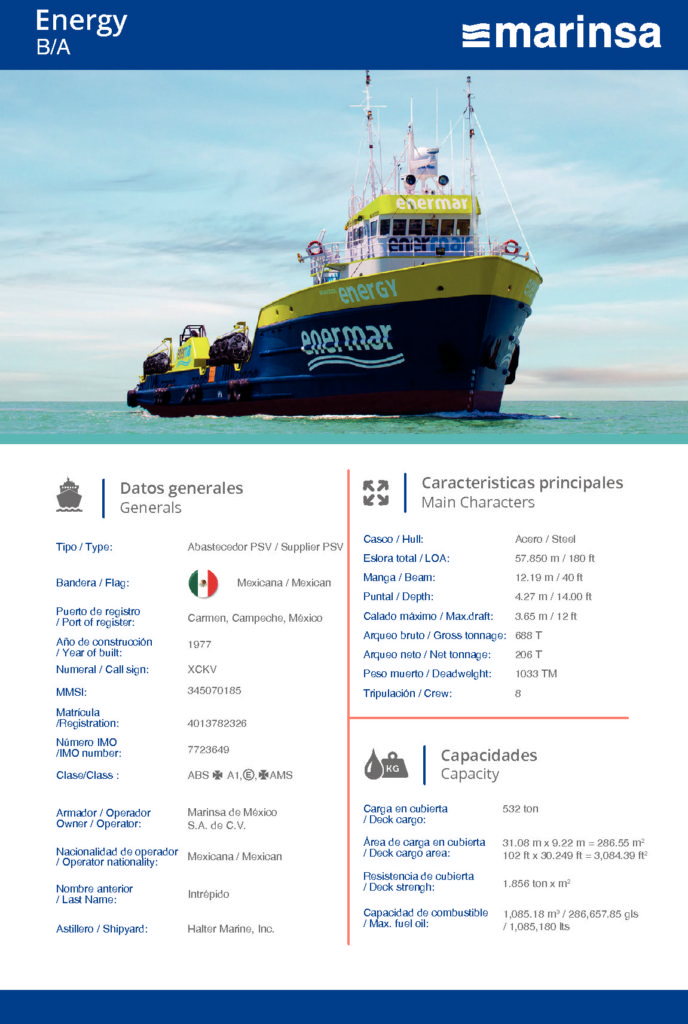 Energy
B/A
marinsa
enermar
enermar
energy
enermar
Datos generales
Generals
Tipo / Type: Abastecedor PSV / Supplier PSV
Bandera / Flag: Mexicana / Mexican
Puerto de registro
/ Port of register: Carmen, Campeche, México
Año de construcción
/ Year of built: 1977
Numeral / Call sign: XCKV
MMSI: 345070185
Matrícula
/Registration: 4013782326
Número IMO
/IMO number: 7723649
Clase/Class : ABS ✠ A1,Ⓔ,✠AMS
Armador / Operador
Owner / Operator:
Marinsa de México
S.A. de C.V.
Nacionalidad de operador
/ Operator nationality: Mexicana / Mexican
Nombre anterior
/ Last Name: Intrépido
Astillero / Shipyard: Halter Marine, Inc.
Caracteristicas principales
Main Characters
Casco / Hull: Acero / Steel
Eslora total / LOA: 57.850 m / 180 ft
Manga / Beam: 12.19 m / 40 ft
Puntal / Depth: 4.27 m / 14.00 ft
Calado máximo / Max.draft: 3.65 m / 12 ft
Arqueo bruto / Gross tonnage: 688 T
Arqueo neto / Net tonnage: 206 T
Peso muerto / Deadweight: 1033 TM
Tripulación / Crew: 8
KG
Capacidades
Capacity
Carga en cubierta
/ Deck cargo: 532 ton
Área de carga en cubierta
/ Deck cargo area:
31.08 m x 9.22 m = 286.55 m²
102 ft x 30.249 ft = 3,084.39 ft²
Resistencia de cubierta
/ Deck strengh: 1.856 ton x m²
Capacidad de combustible
/ Max. fuel oil:
1,085.18 m³ / 286,657.85 gls
/ 1,085,180 lts